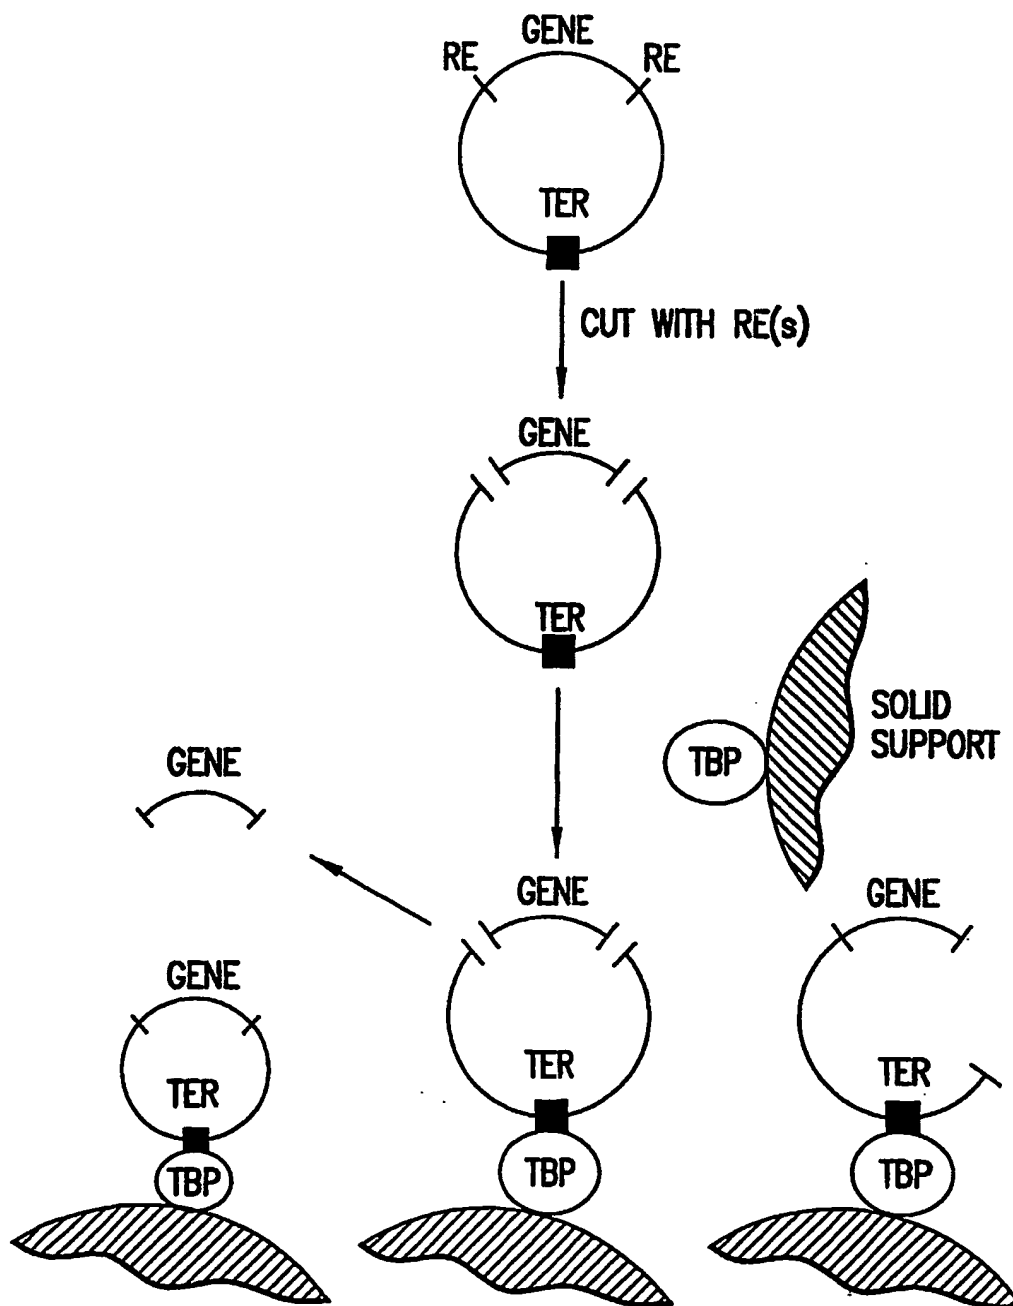 GENE
RE
RE
TER
CUT WITH RE(s)
GENE
TER
SOLID
SUPPORT
TBP
GENE
GENE
GENE
GENE
TER
TER
TER
TBP
TBP
TBP